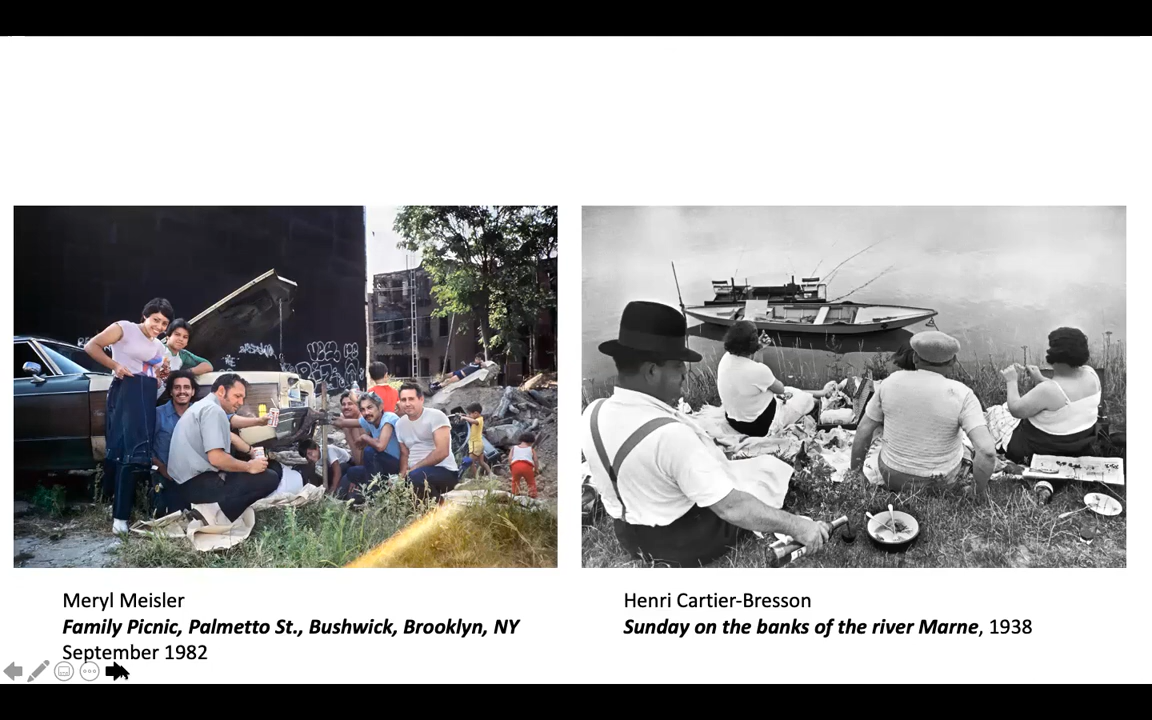 Meryl Meisler
Family Picnic, Palmetto St., Bushwick, Brooklyn, NY
September 1982
Henri Cartier-Bresson
Sunday on the banks of the river Marne, 1938